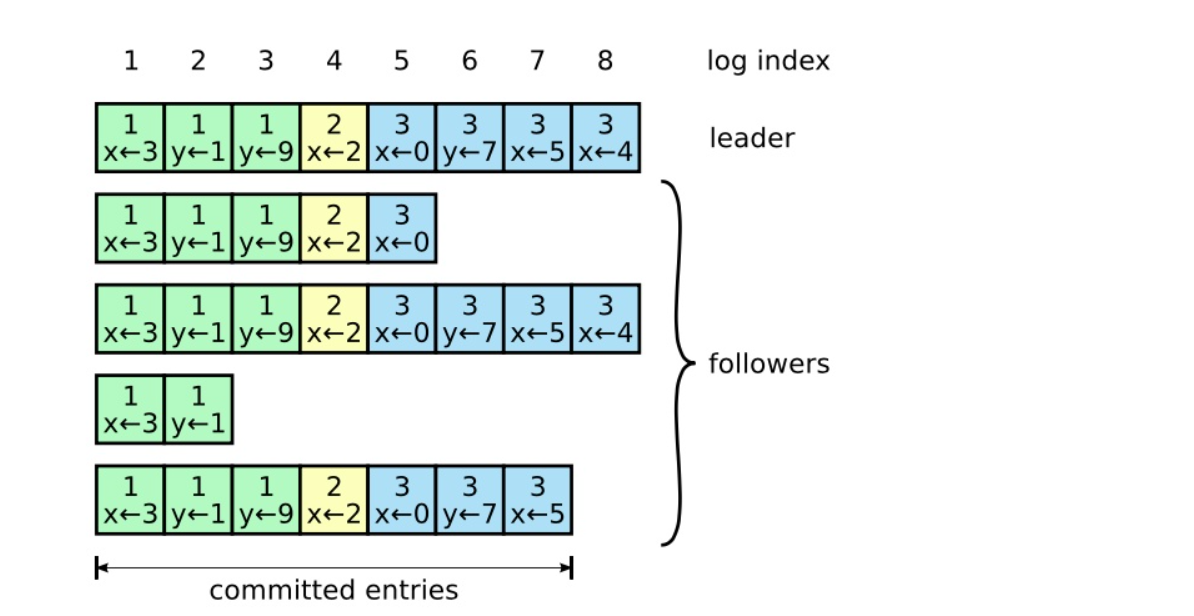 1 2 3 4 5 6 7 8 log index
1 1 1 2 3 3 3 3
x←3 y←1 y←9 x←2 x←0 y←7 x←5 x←4
leader
1 1 1 2 3
x←3 y←1 y←9 x←2 x←0
1 1 1 2 3 3 3 3
x←3 y←1 y←9 x←2 x←0 y←7 x←5 x←4
followers
1 1
x←3 y←1
1 1 1 2 3 3 3
x←3 y←1 y←9 x←2 x←0 y←7 x←5
committed entries